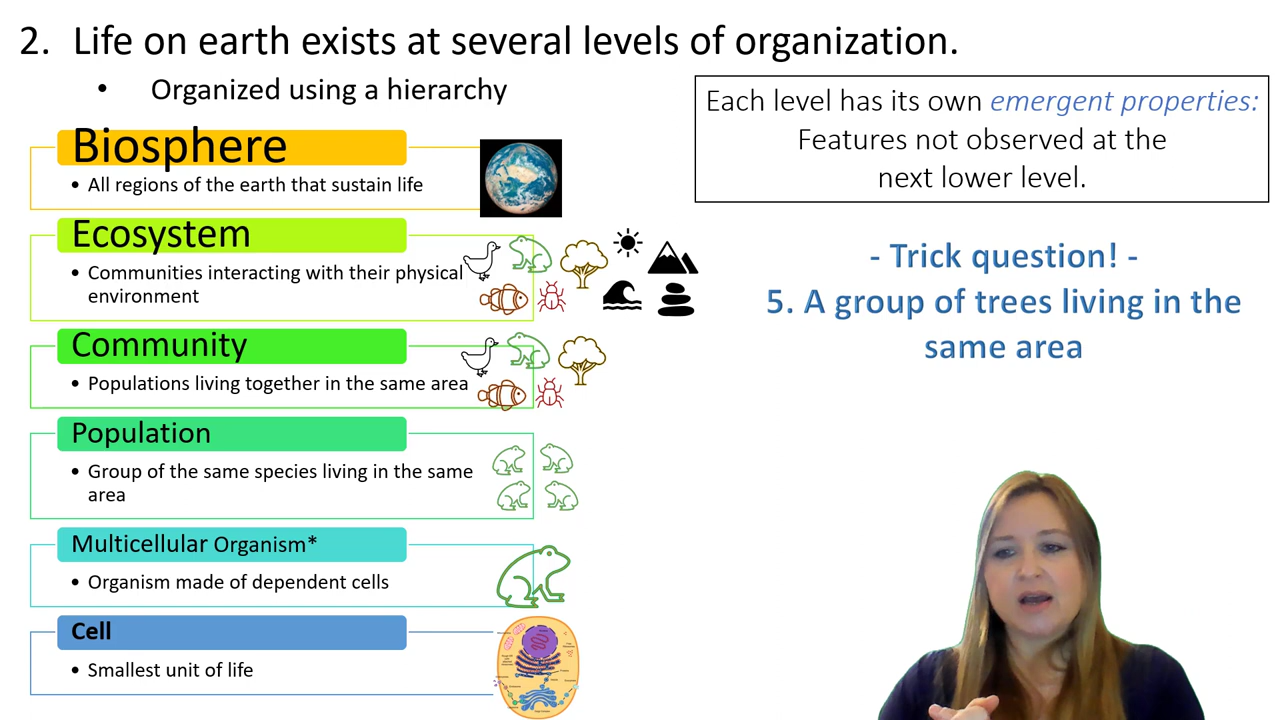 2. Life on earth exists at several levels of organization.
• Organized using a hierarchy
Biosphere
• All regions of the earth that sustain life
Ecosystem
• Communities interacting with their physical
environment
Community
• Populations living together in the same area
Population
• Group of the same species living in the same
area
Multicellular Organism*
• Organism made of dependent cells
Cell
• Smallest unit of life
Each level has its own emergent properties:
Features not observed at the
next lower level.
- Trick question! -
5. A group of trees living in the
same area